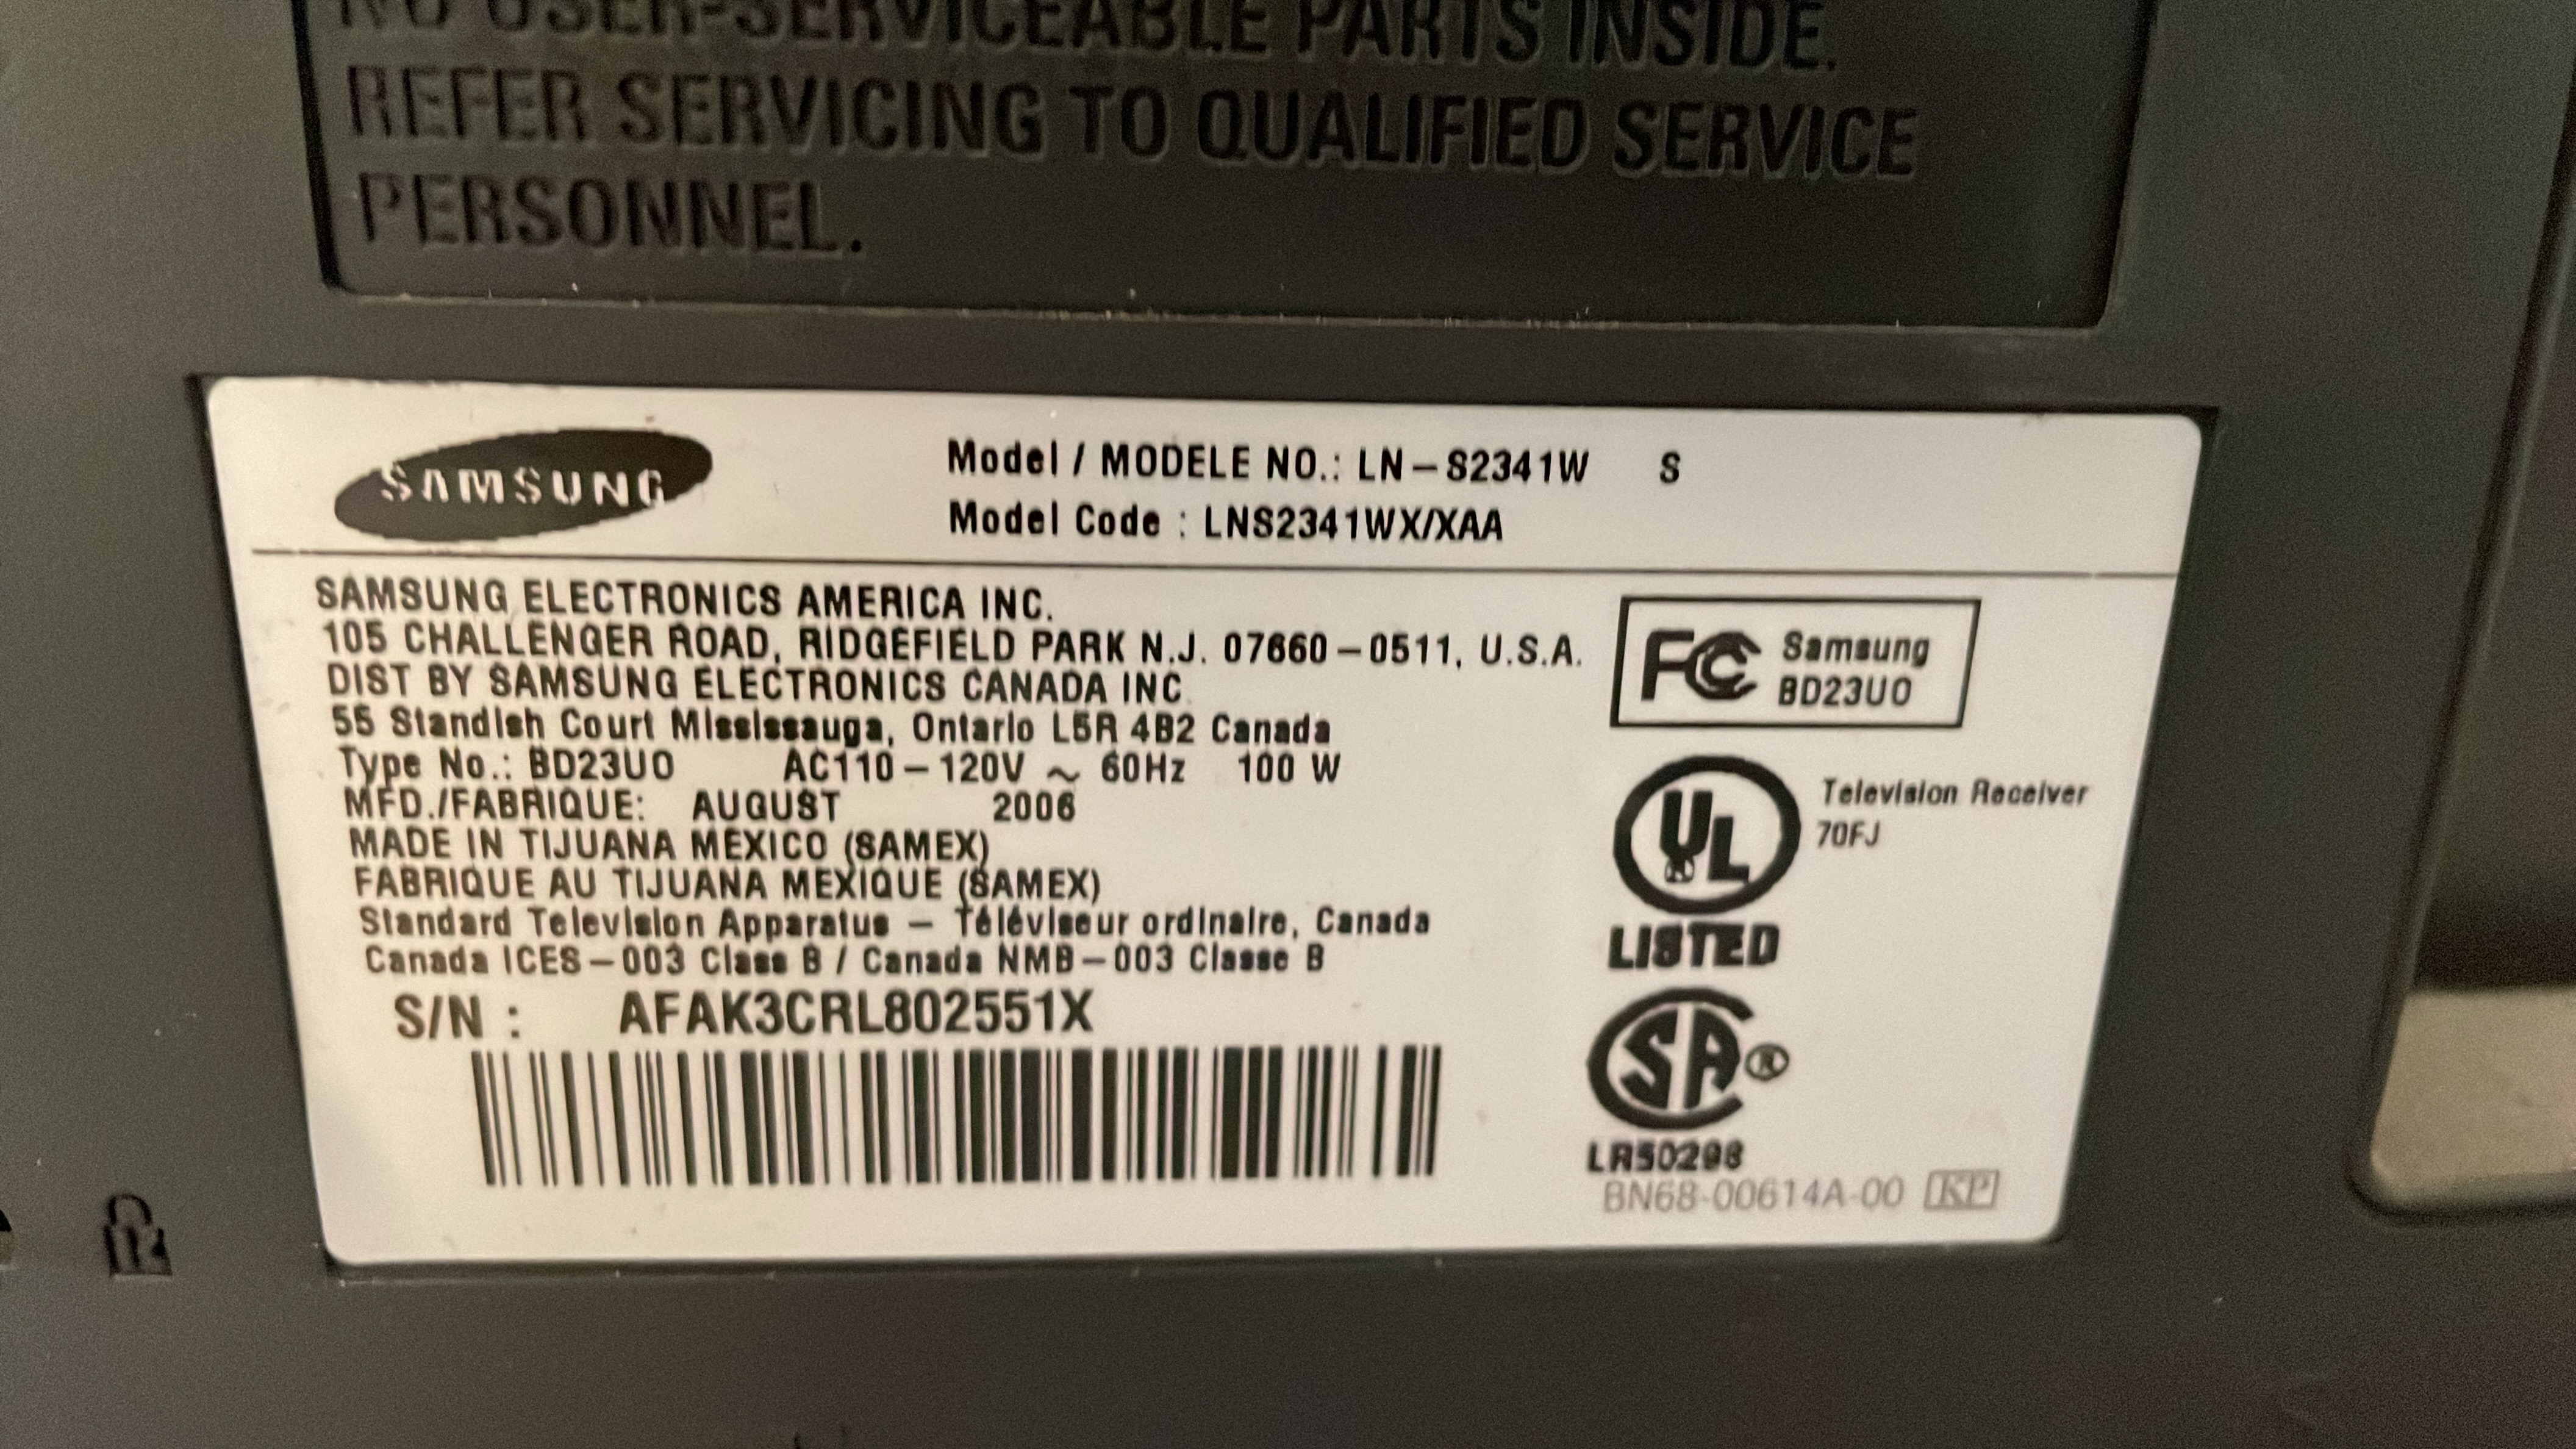 NO USER-SERVICEABLE PARTS INSIDE.
REFER SERVICING TO QUALIFIED SERVICE
PERSONNEL.
SAMSUNG
Model / MODELE NO.: LN-S2341W S
Model Code : LNS2341WX/XAA
SAMSUNG ELECTRONICS AMERICA INC.
105 CHALLENGER ROAD, RIDGEFIELD PARK N.J. 07660-0511, U.S.A.
DIST BY SAMSUNG ELECTRONICS CANADA INC
55 Standish Court Mississauga, Ontario L5R 4B2 Canada
Type No.: BD23UO AC110-120V ~ 60Hz 100 W
MFD./FABRIQUE: AUGUST 2006
MADE IN TIJUANA MEXICO (SAMEX)
FABRIQUE AU TIJUANA MEXIQUE (SAMEX)
Standard Television Apparatus - Téléviseur ordinaire, Canada
Canada ICES-003 Class B / Canada NMB-003 Classe B
S/N : AFAK3CRL802551X
FC Samsung
BD23UO
UL ®
LISTED
Television Receiver
70FJ
SA ®
LR50298
BN68-00614A-00 KP